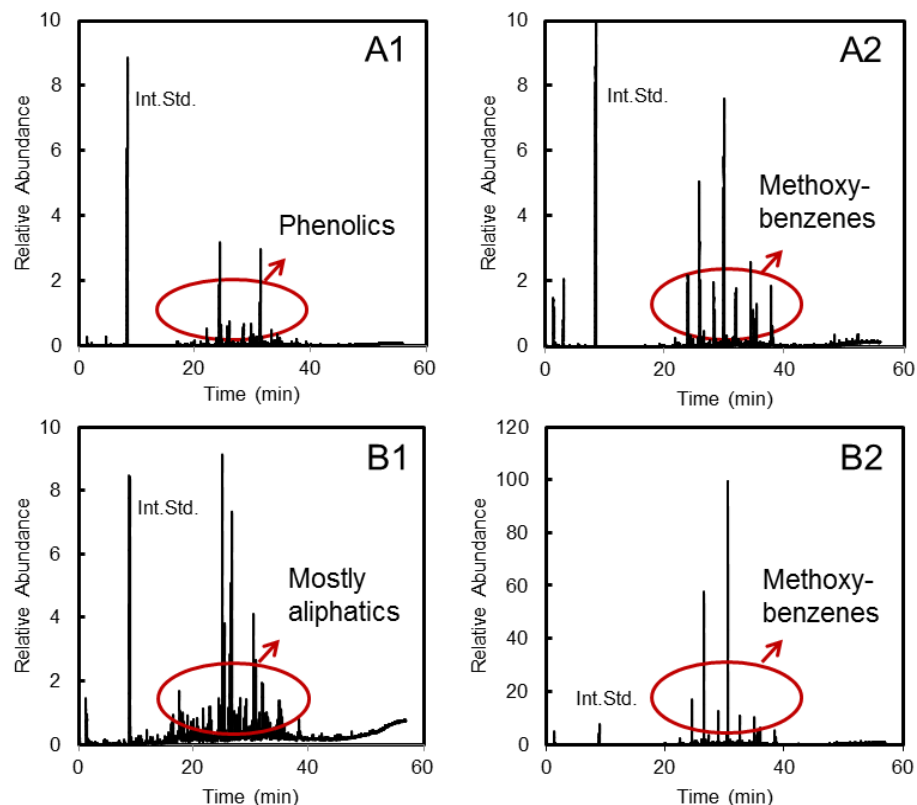 A1
Relative Abundance
10
8
6
4
2
0
Int.Std.
Phenolics
0
20
40
60
Time (min)
A2
Relative Abundance
10
8
6
4
2
0
Int.Std.
Methoxy-
benzenes
0
20
40
60
Time (min)
B1
Relative Abundance
10
8
6
4
2
0
Int.Std.
Mostly
aliphatics
0
20
40
60
Time (min)
B2
Relative Abundance
120
100
80
60
40
20
0
Methoxy-
benzenes
Int.Std.
0
20
40
60
Time (min)